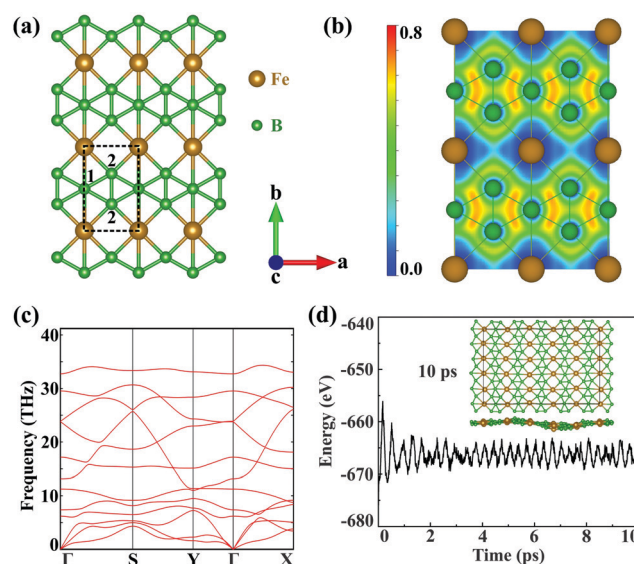 (a)
Fe
B
2
1
2
b
a
c
(b)
0.8
0.0
(c)
Frequency (THz)
40
30
20
10
0
Γ S Y Γ X
(d)
Energy (eV)
-640
-650
-660
-670
-680
10 ps
0 2 4 6 8 10
Time (ps)